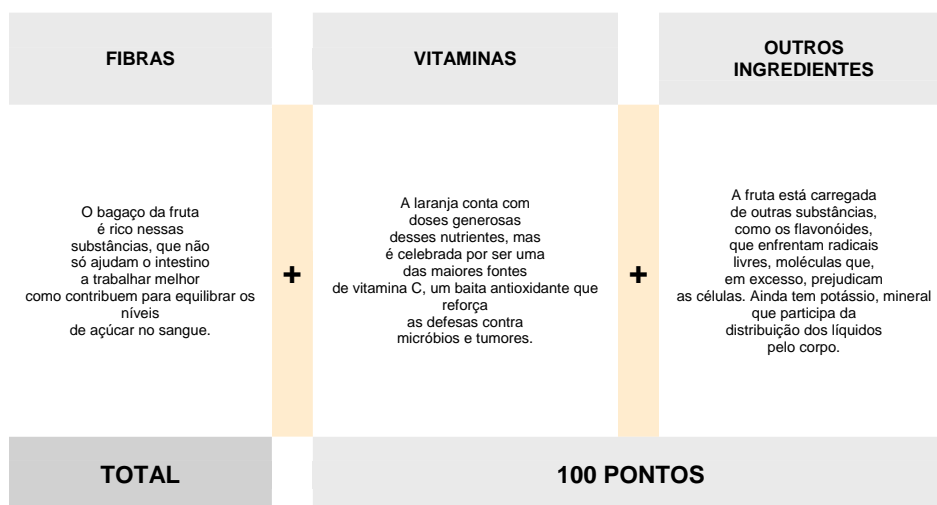 FIBRAS
VITAMINAS
OUTROS
INGREDIENTES
O bagaço da fruta
é rico nessas
substâncias, que não
só ajudam o intestino
a trabalhar melhor
como contribuem para equilibrar os
níveis
de açúcar no sangue.
+
A laranja conta com
doses generosas
desses nutrientes, mas
é celebrada por ser uma
das maiores fontes
de vitamina C, um baita antioxidante que
reforça
as defesas contra
micróbios e tumores.
+
A fruta está carregada
de outras substâncias,
como os flavonóides,
que enfrentam radicais
livres, moléculas que,
em excesso, prejudicam
as células. Ainda tem potássio, mineral
que participa da
distribuição dos líquidos
pelo corpo.
TOTAL
100 PONTOS